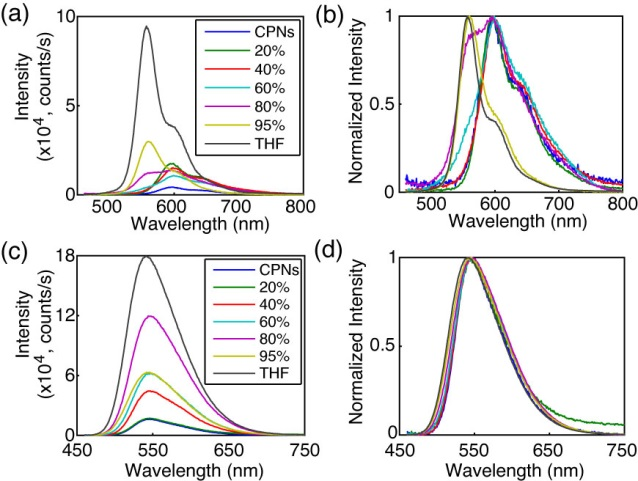 (a)
10
5
0
500 600 700 800
Wavelength (nm)
Intensity
(x10⁴, counts/s)
CPNs
20%
40%
60%
80%
95%
THF
(b)
1
0.5
0
500 600 700 800
Wavelength (nm)
Normalized Intensity
(c)
18
12
6
0
450 550 650 750
Wavelength (nm)
Intensity
(x10⁴, counts/s)
CPNs
20%
40%
60%
80%
95%
THF
(d)
1
0.5
0
450 550 650 750
Wavelength (nm)
Normalized Intensity